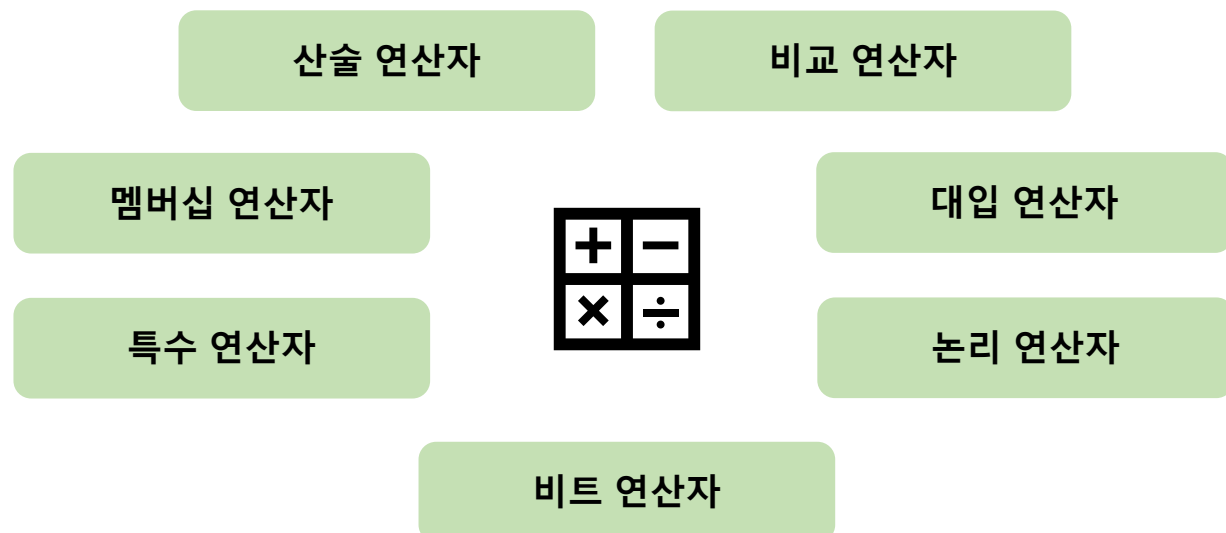 산술 연산자
비교 연산자
멤버십 연산자
대입 연산자
+ −
× ÷
특수 연산자
논리 연산자
비트 연산자